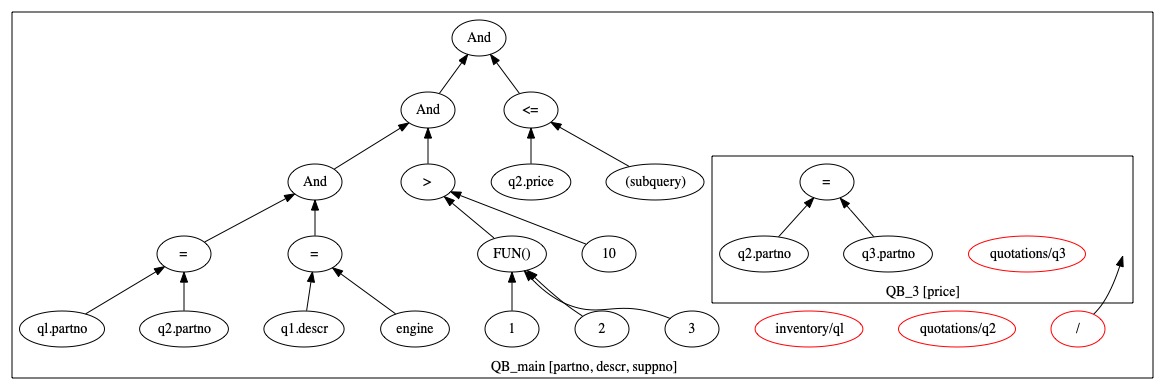 And
And
<=
And
>
q2.price
(subquery)
=
=
=
FUN()
10
q2.partno
q3.partno
quotations/q3
QB_3 [price]
ql.partno
q2.partno
q1.descr
engine
1
2
3
inventory/ql
quotations/q2
/
QB_main [partno, descr, suppno]